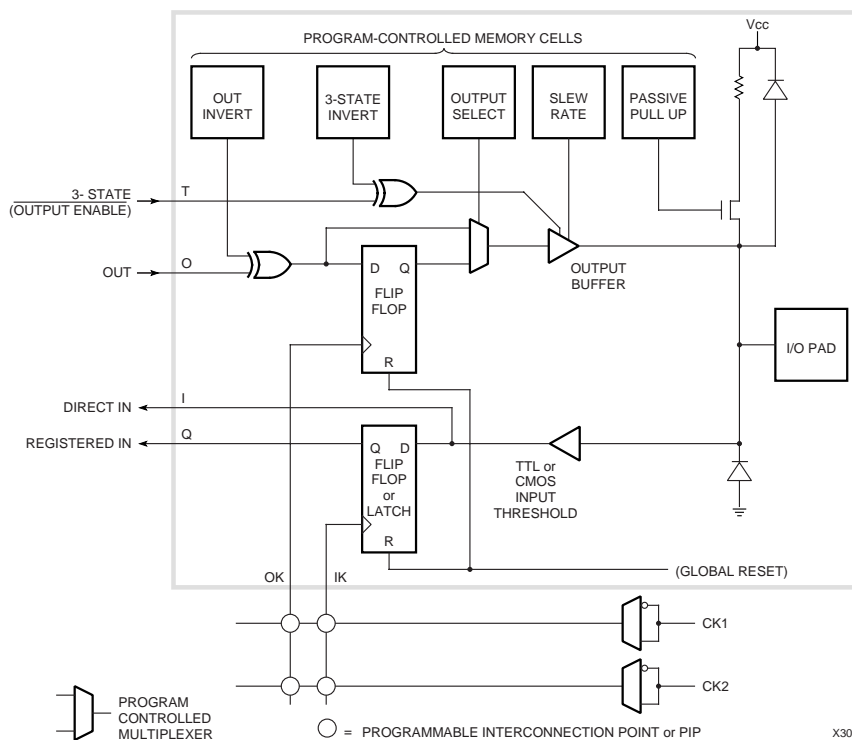 Vcc
PROGRAM-CONTROLLED MEMORY CELLS
OUT
INVERT
3-STATE
INVERT
OUTPUT
SELECT
SLEW
RATE
PASSIVE
PULL UP
3- STATE
(OUTPUT ENABLE)
T
OUT
O
D Q
FLIP
FLOP
R
OUTPUT
BUFFER
I/O PAD
DIRECT IN
I
REGISTERED IN
Q
Q D
FLIP
FLOP
or
LATCH
R
TTL or
CMOS
INPUT
THRESHOLD
OK
IK
(GLOBAL RESET)
CK1
CK2
PROGRAM
CONTROLLED
MULTIPLEXER
= PROGRAMMABLE INTERCONNECTION POINT or PIP
X30